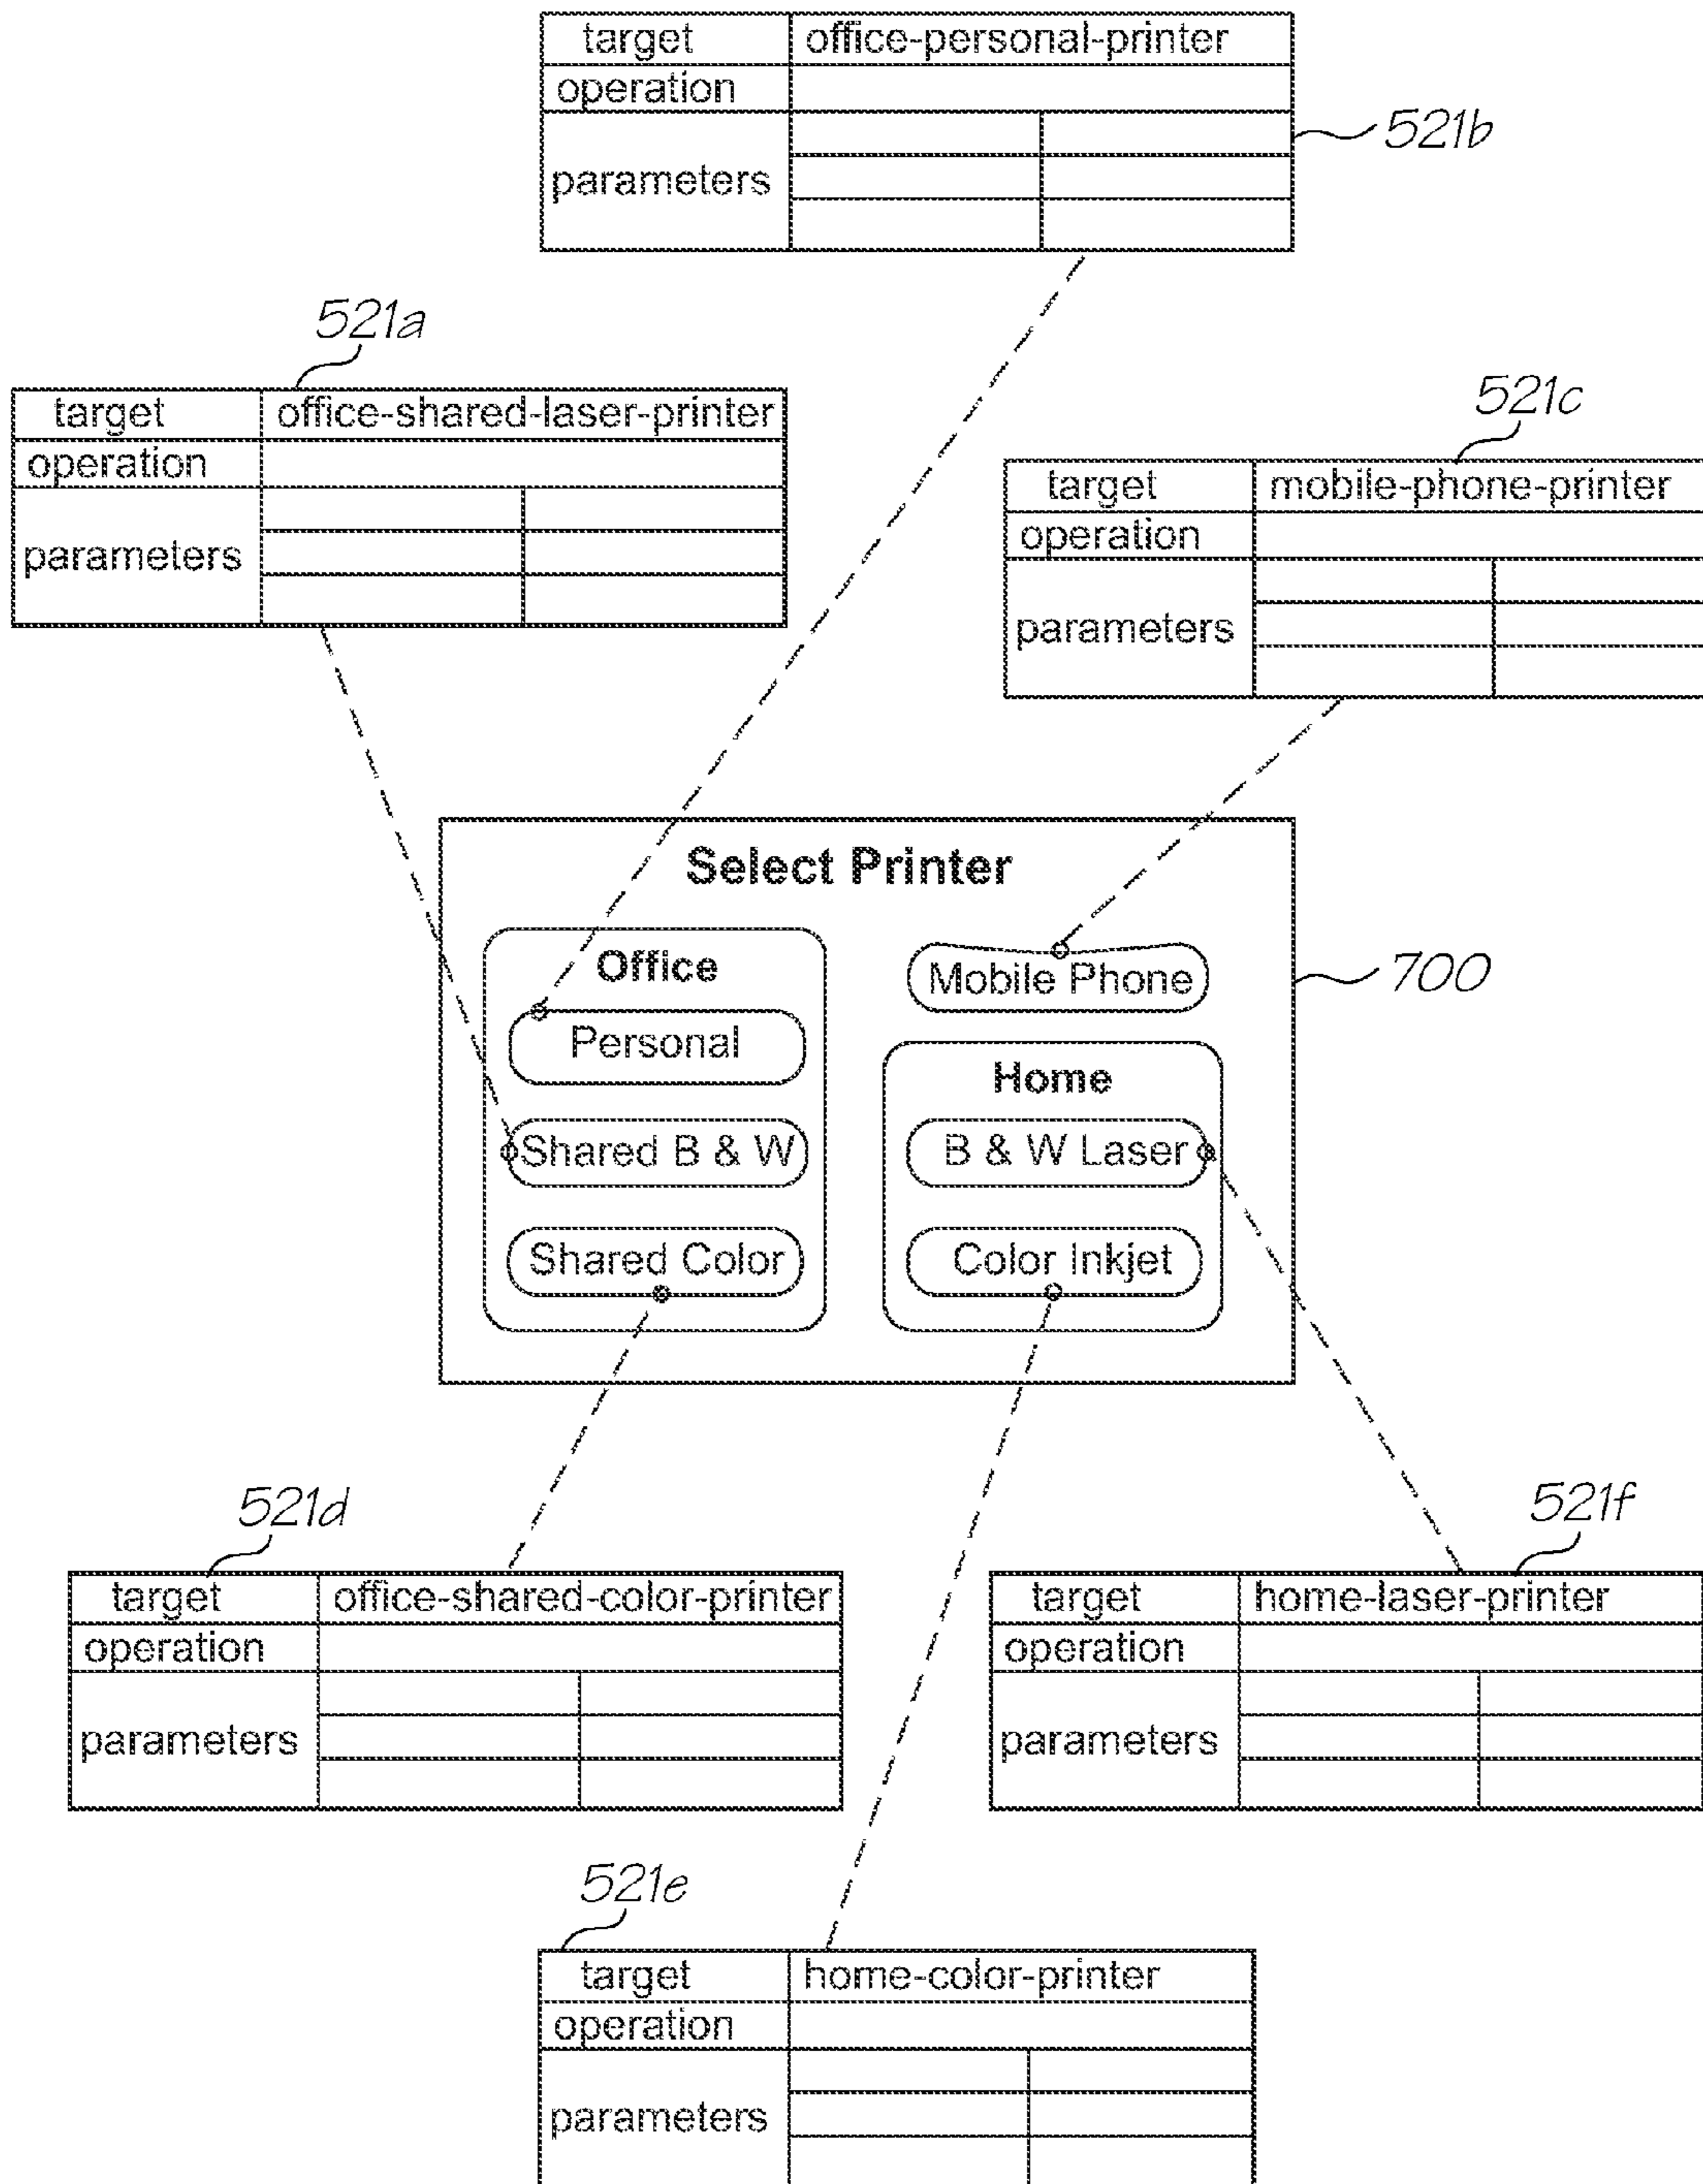 target office-personal-printer
operation
parameters
521b
521a
target office-shared-laser-printer
operation
parameters
521c
target mobile-phone-printer
operation
parameters
Select Printer
Office
Personal
Shared B & W
Shared Color
Mobile Phone
Home
B & W Laser
Color Inkjet
700
521d
target office-shared-color-printer
operation
parameters
521f
target home-laser-printer
operation
parameters
521e
target home-color-printer
operation
parameters